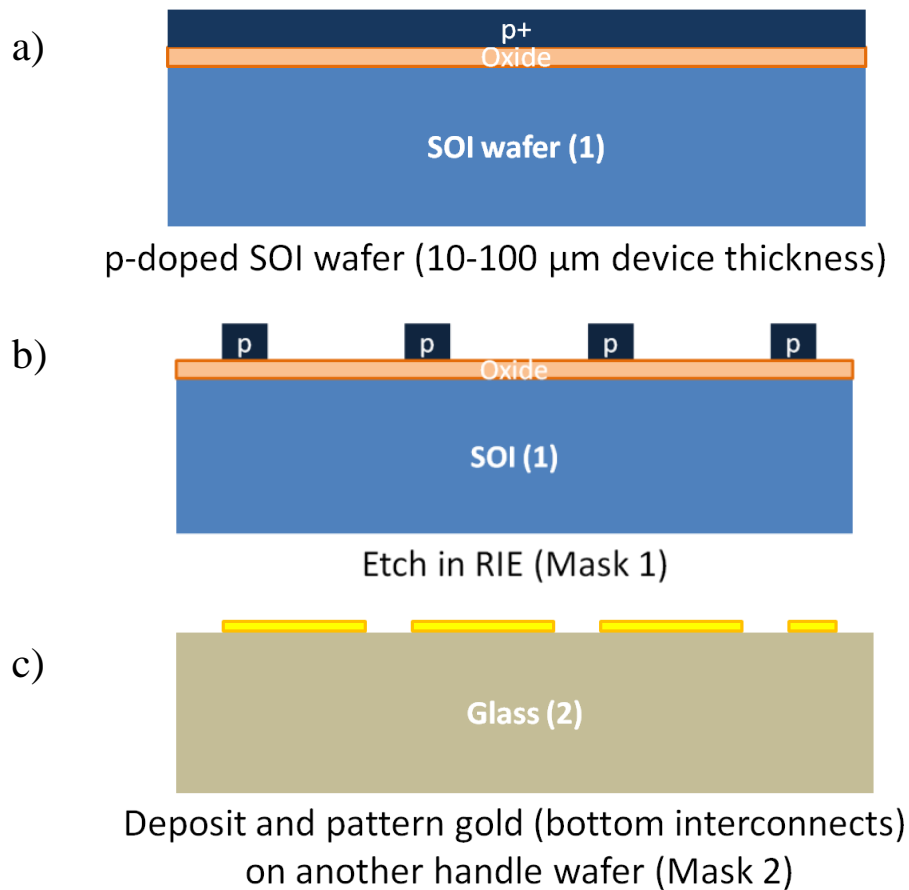 a)
p+
Oxide
SOI wafer (1)
p-doped SOI wafer (10-100 μm device thickness)
b)
p p p p
Oxide
SOI (1)
Etch in RIE (Mask 1)
c)
Glass (2)
Deposit and pattern gold (bottom interconnects)
on another handle wafer (Mask 2)